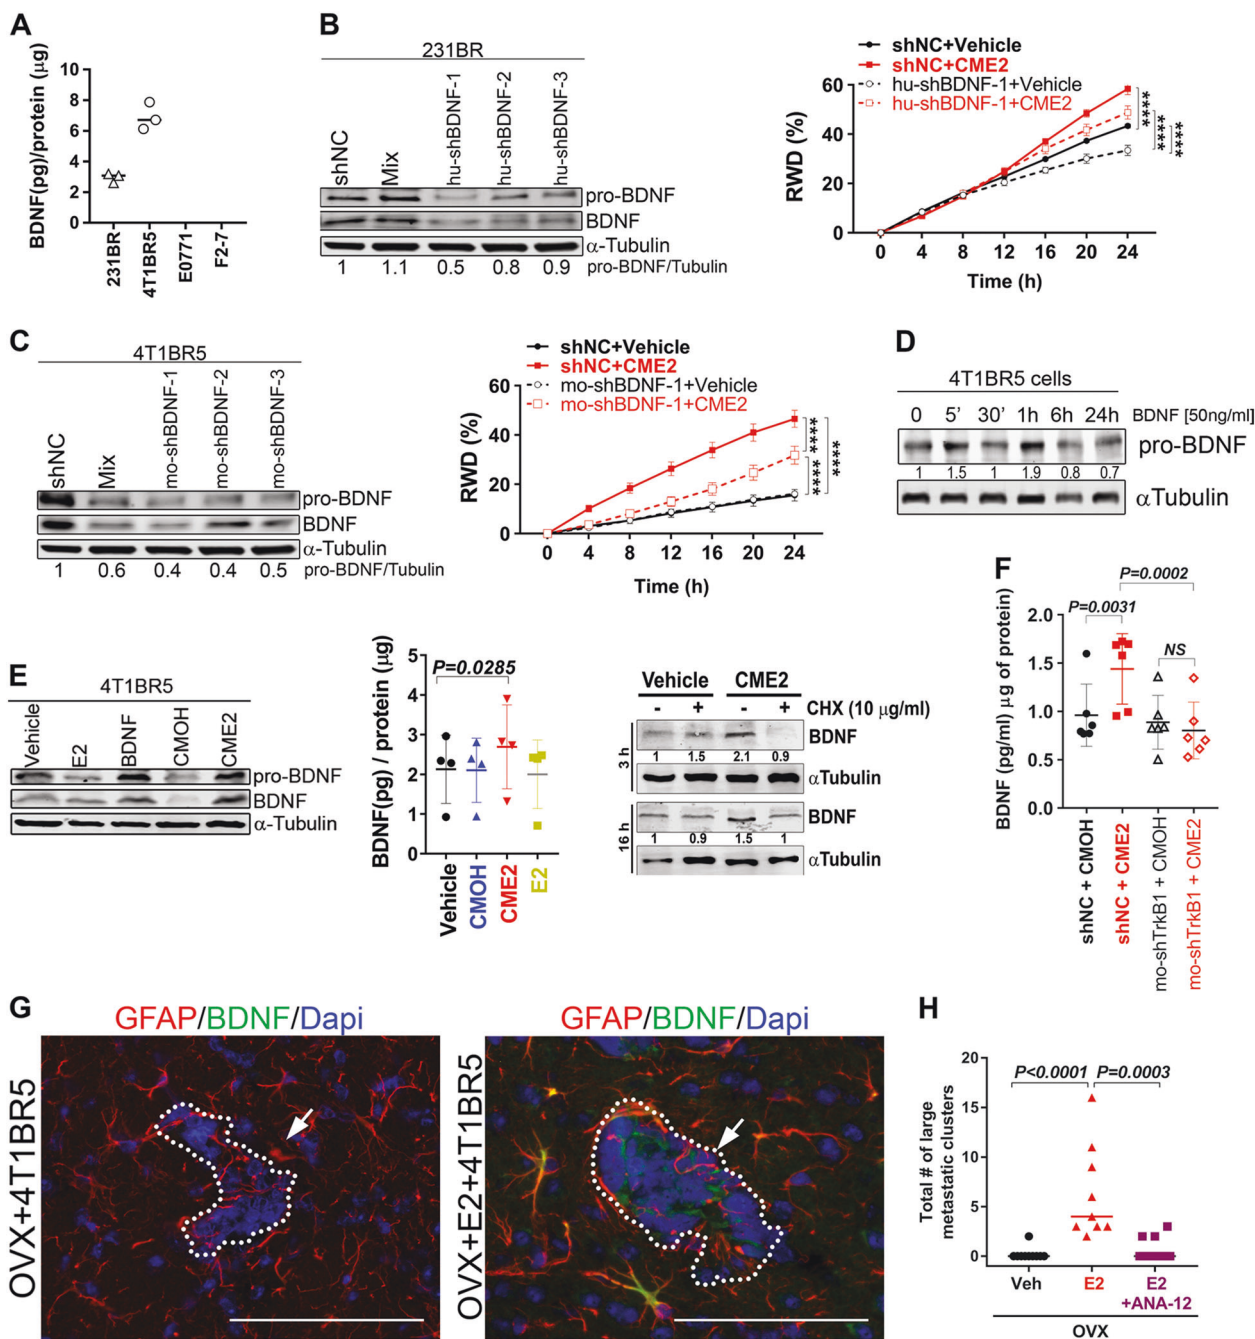 A
BDNF(pg)/protein (µg)
10
8
6
4
2
0
231BR
4T1BR5
E0771
F2-7
B
231BR
shNC
Mix
hu-shBDNF-1
hu-shBDNF-2
hu-shBDNF-3
pro-BDNF
BDNF
α-Tubulin
1 1.1 0.5 0.8 0.9 pro-BDNF/Tubulin
shNC+Vehicle
shNC+CME2
hu-shBDNF-1+Vehicle
hu-shBDNF-1+CME2
RWD (%)
60
40
20
0
0 4 8 12 16 20 24
Time (h)
****
****
****
C
4T1BR5
shNC
Mix
mo-shBDNF-1
mo-shBDNF-2
mo-shBDNF-3
pro-BDNF
BDNF
α-Tubulin
1 0.6 0.4 0.4 0.5 pro-BDNF/Tubulin
shNC+Vehicle
shNC+CME2
mo-shBDNF-1+Vehicle
mo-shBDNF-1+CME2
RWD (%)
60
40
20
0
0 4 8 12 16 20 24
Time (h)
****
****
****
D
4T1BR5 cells
0 5’ 30’ 1h 6h 24h BDNF [50ng/ml]
pro-BDNF
1 1.5 1 1.9 0.8 0.7
αTubulin
E
4T1BR5
Vehicle
E2
BDNF
CMOH
CME2
pro-BDNF
BDNF
α-Tubulin
BDNF(pg) / protein (µg)
5
4
3
2
1
0
P=0.0285
Vehicle
CMOH
CME2
E2
Vehicle CME2
- + - + CHX (10 µg/ml)
3 h
BDNF
1 1.5 2.1 0.9
αTubulin
16 h
BDNF
1 0.9 1.5 1
αTubulin
F
BDNF (pg/ml) µg of protein)
2.0
1.5
1.0
0.5
0.0
P=0.0002
P=0.0031
NS
shNC + CMOH
shNC + CME2
mo-shTrkB1 + CMOH
mo-shTrkB1 + CME2
G
GFAP/BDNF/Dapi
OVX+4T1BR5
GFAP/BDNF/Dapi
OVX+E2+4T1BR5
H
Total # of large
metastatic clusters
20
15
10
5
0
P<0.0001 P=0.0003
Veh E2 E2
+ANA-12
OVX